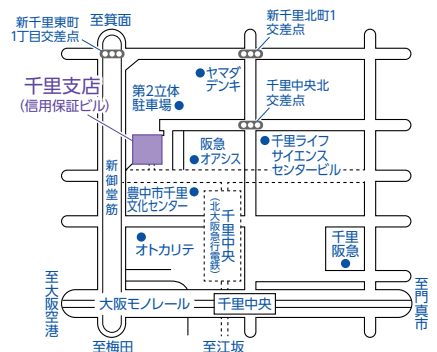 至箕面
新千里東町
1丁目交差点
新千里北町1
交差点
千里支店
(信用保証ビル)
第2立体
駐車場
ヤマダ
デンキ
千里中央北
交差点
阪急
オアシス
千里ライフ
サイエンス
センタービル
新御堂筋
豊中市千里
文化センター
千里中央
(北大阪急行電鉄)
オトカリテ
千里
阪急
至大阪空港
大阪モノレール
千里中央
至門真市
至梅田
至江坂